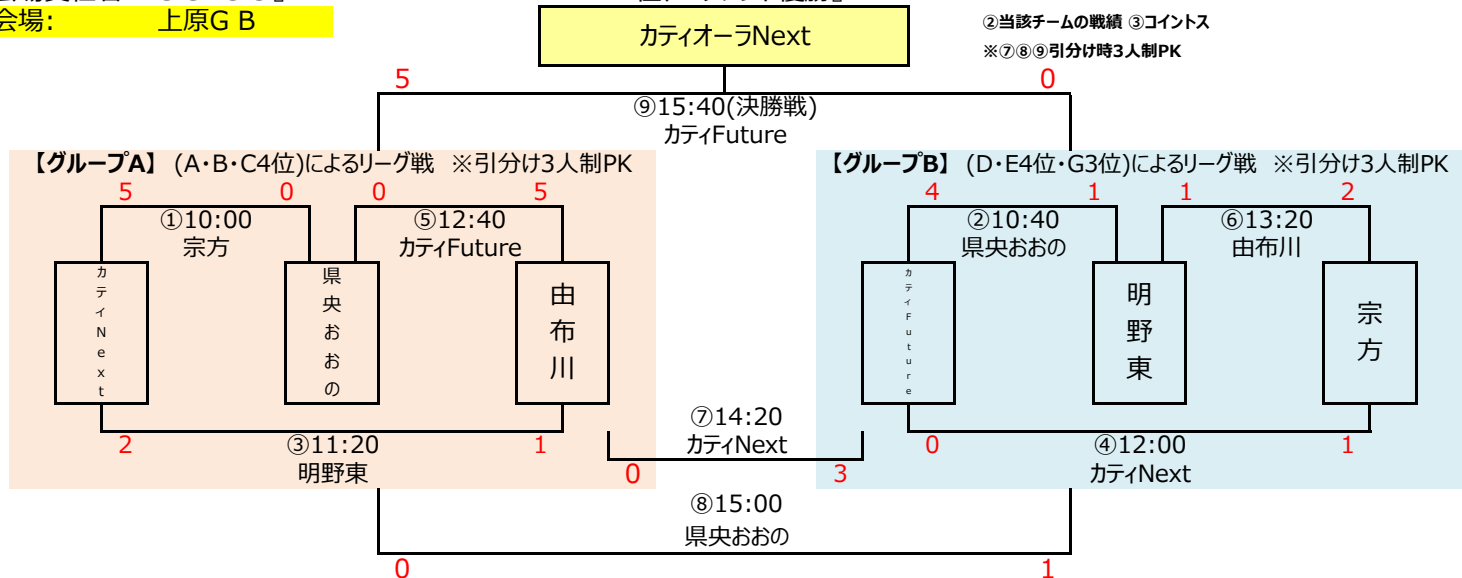 会場:　上原G B
カティオーラNext
②当該チームの戦績 ③コイントス
※⑦⑧⑨引分け時3人制PK
5　0
⑨15:40(決勝戦)
カティFuture
【グループA】 (A・B・C4位)によるリーグ戦 ※引分け3人制PK
5　0　0　5
①10:00　⑤12:40
宗方　カティFuture
カティNext　県央おおの　由布川
2　③11:20　1
明野東
【グループB】 (D・E4位・G3位)によるリーグ戦 ※引分け3人制PK
4　1　1　2
②10:40　⑥13:20
県央おおの　由布川
カティFuture　明野東　宗方
0　④12:00　1
カティNext
⑦14:20
カティNext
0　3
⑧15:00
県央おおの
0　1